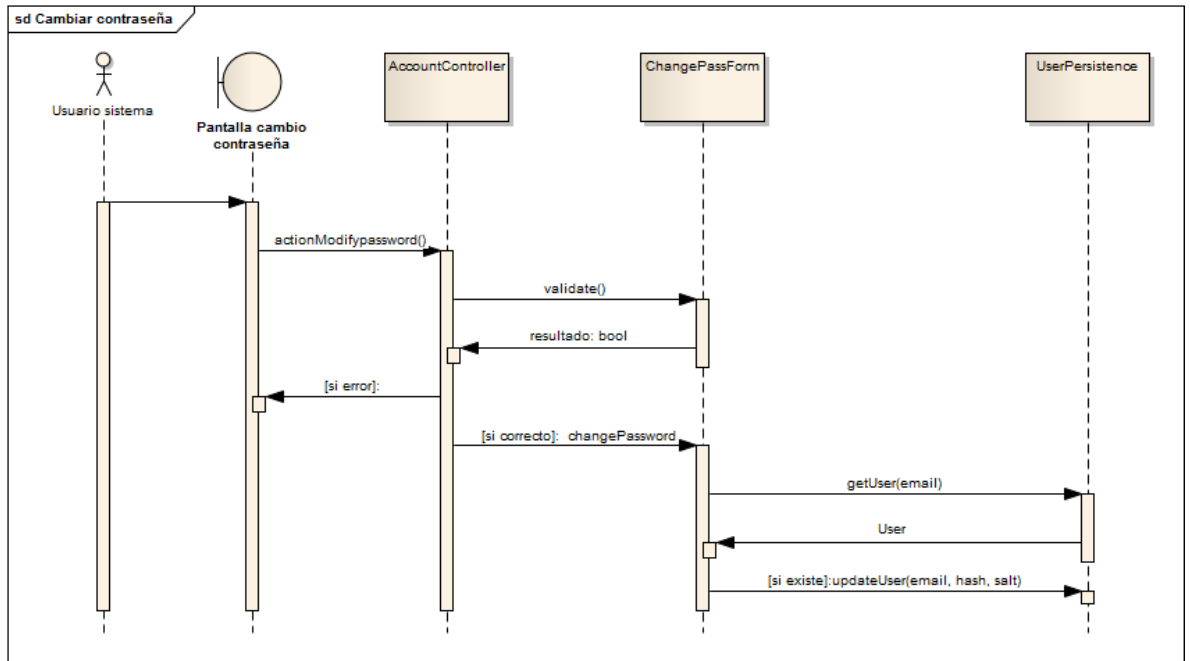 sd Cambiar contraseña
Usuario sistema
Pantalla cambio
contraseña
AccountController
ChangePassForm
UserPersistence
actionModifypassword()
validate()
resultado: bool
[si error]:
[si correcto]: changePassword
getUser(email)
User
[si existe]:updateUser(email, hash, salt)